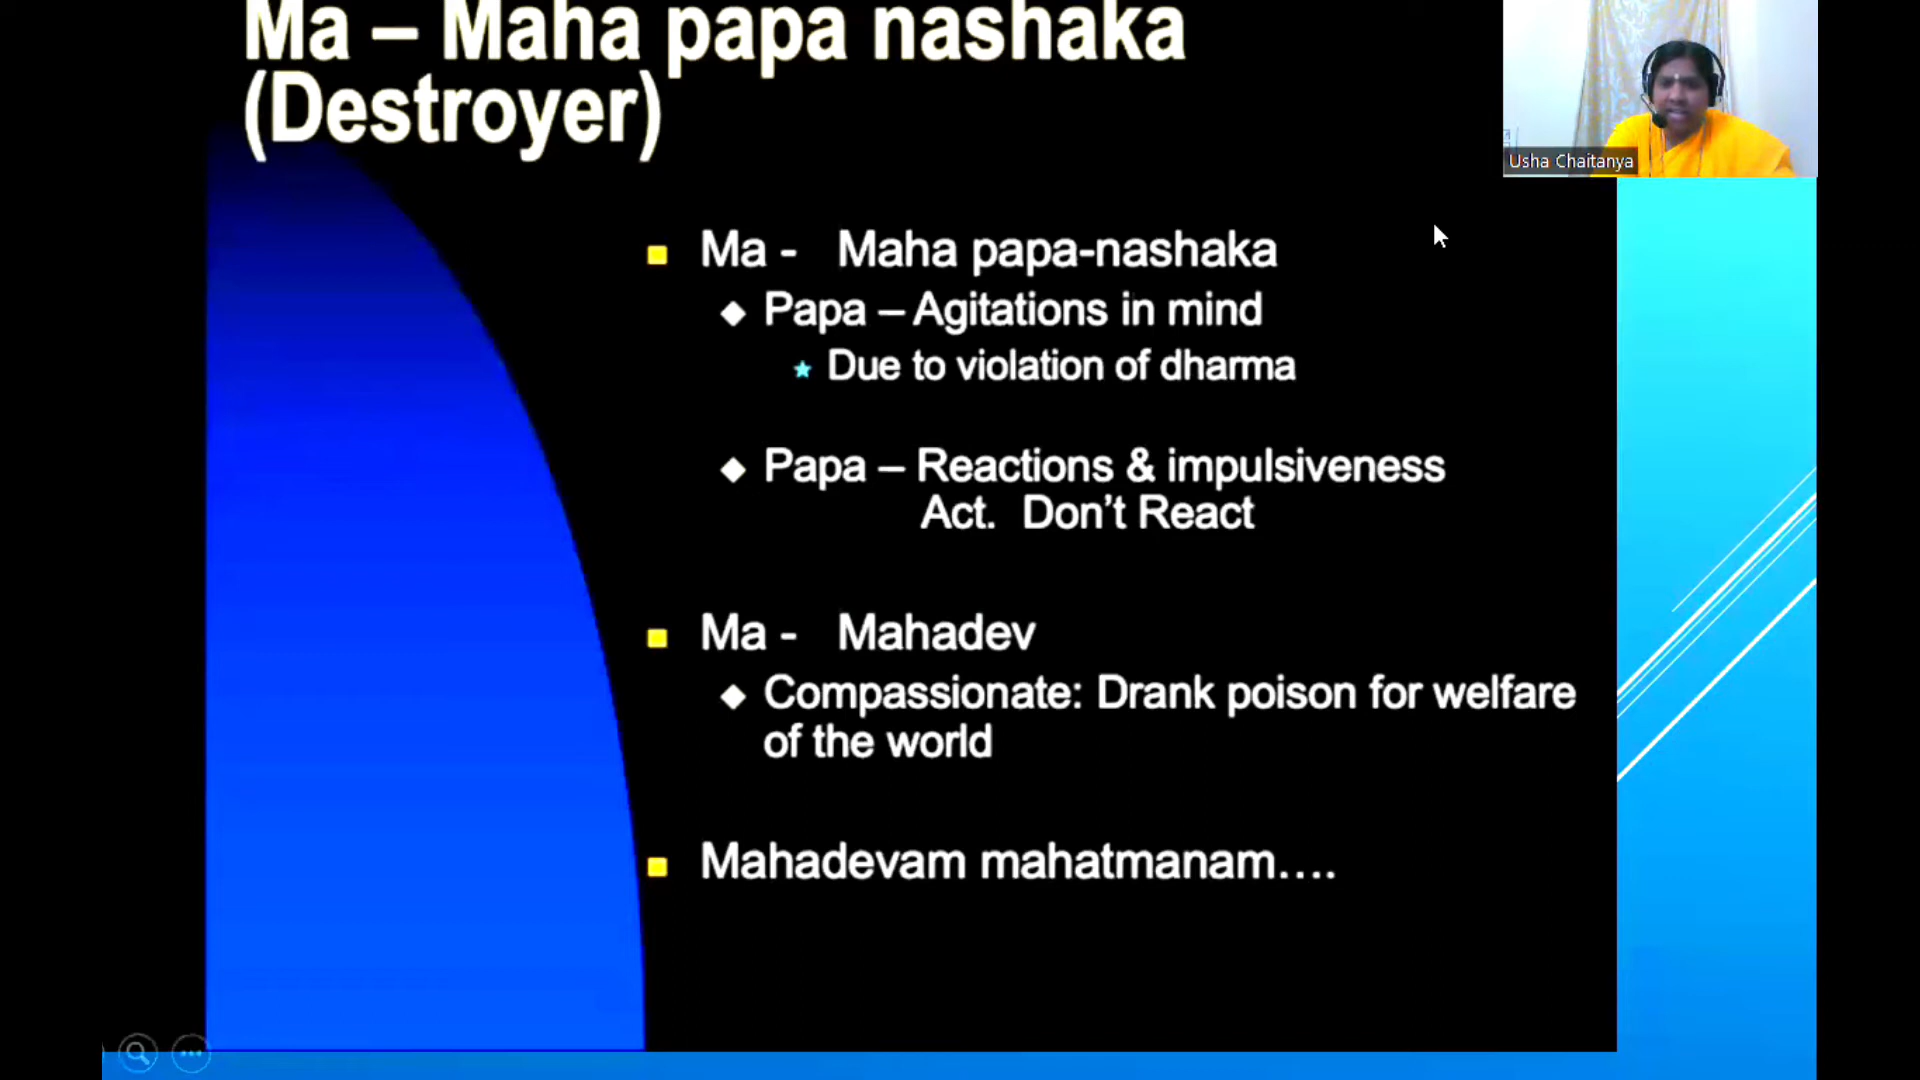 Ma – Maha papa nashaka
(Destroyer)
Usha Chaitanya
Ma - Maha papa-nashaka
Papa – Agitations in mind
Due to violation of dharma
Papa – Reactions & impulsiveness
Act. Don't React
Ma - Mahadev
Compassionate: Drank poison for welfare
of the world
Mahadevam mahatmanam....